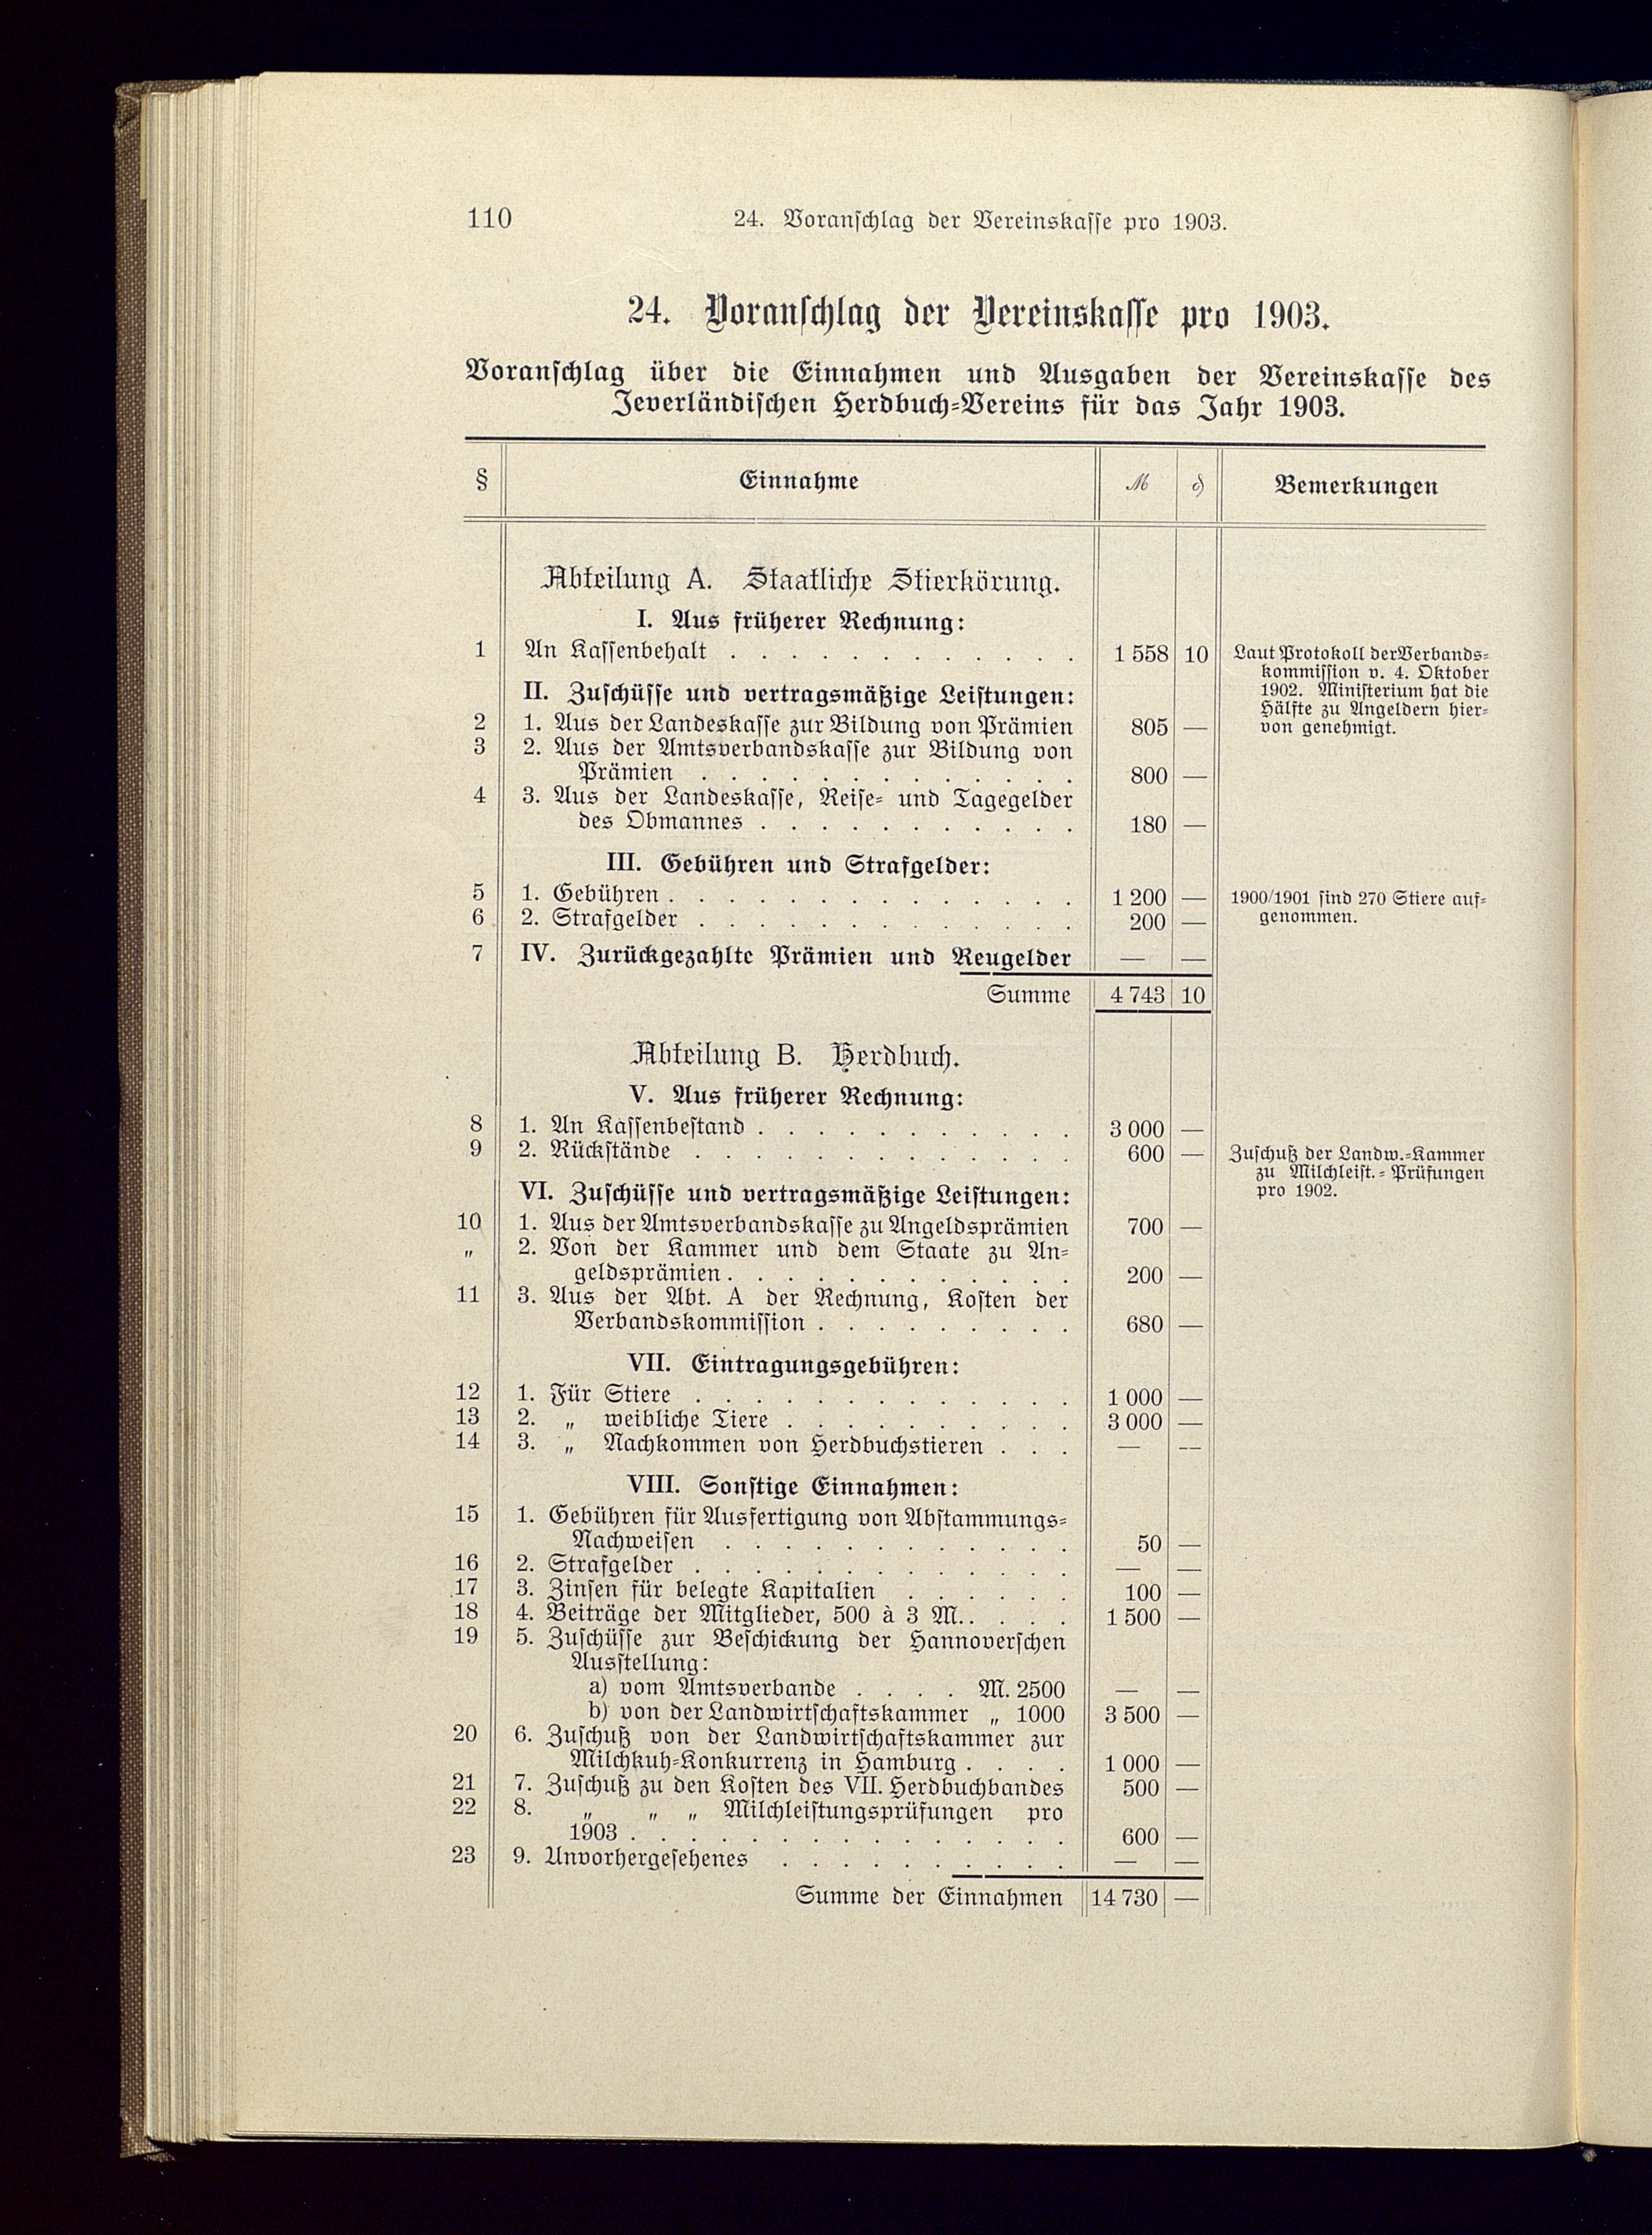 110 24. Voranschlag der Vereinskasse pro 1903.
24. Voranschlag der Vereinskasse pro 1903.
Voranschlag über die Einnahmen und Ausgaben der Vereinskasse des
Jeverländischen Herdbuch-Vereins für das Jahr 1903.
§ Einnahme ℳ ₰ Bemerkungen
Abteilung A. Staatliche Stierkörung.
I. Aus früherer Rechnung:
1 An Kassenbehalt . . . . . . . . . . . . 1 558 10 Laut Protokoll der Verbands-
kommission v. 4. Oktober
1902. Ministerium hat die
Hälfte zu Angeldern hier-
von genehmigt.
II. Zuschüsse und vertragsmäßige Leistungen:
2 1. Aus der Landeskasse zur Bildung von Prämien 805 —
3 2. Aus der Amtsverbandskasse zur Bildung von
Prämien . . . . . . . . . . . . . 800 —
4 3. Aus der Landeskasse, Reise- und Tagegelder
des Obmannes . . . . . . . . . . . 180 —
III. Gebühren und Strafgelder:
5 1. Gebühren . . . . . . . . . . . . . . 1 200 — 1900/1901 sind 270 Stiere auf-
6 2. Strafgelder . . . . . . . . . . . . . 200 — genommen.
7 IV. Zurückgezahlte Prämien und Reugelder — —
Summe 4 743 10
Abteilung B. Herdbuch.
V. Aus früherer Rechnung:
8 1. An Kassenbestand . . . . . . . . . . . 3 000 —
9 2. Rückstände . . . . . . . . . . . . . 600 — Zuschuß der Landw.-Kammer
zu Milchleist.-Prüfungen
pro 1902.
VI. Zuschüsse und vertragsmäßige Leistungen:
10 1. Aus der Amtsverbandskasse zu Angeldsprämien 700 —
„ 2. Von der Kammer und dem Staate zu An-
geldsprämien . . . . . . . . . . . . 200 —
11 3. Aus der Abt. A der Rechnung, Kosten der
Verbandskommission . . . . . . . . . 680 —
VII. Eintragungsgebühren:
12 1. Für Stiere . . . . . . . . . . . . . 1 000 —
13 2. „ weibliche Tiere . . . . . . . . . . 3 000 —
14 3. „ Nachkommen von Herdbuchstieren . . . — —
VIII. Sonstige Einnahmen:
15 1. Gebühren für Ausfertigung von Abstammungs-
Nachweisen . . . . . . . . . . . . 50 —
16 2. Strafgelder . . . . . . . . . . . . . — —
17 3. Zinsen für belegte Kapitalien . . . . . . 100 —
18 4. Beiträge der Mitglieder, 500 à 3 M. . . . . 1 500 —
19 5. Zuschüsse zur Beschickung der Hannoverschen
Ausstellung:
a) vom Amtsverbande . . . . M. 2500 — —
b) von der Landwirtschaftskammer „ 1000 3 500 —
20 6. Zuschuß von der Landwirtschaftskammer zur
Milchkuh-Konkurrenz in Hamburg . . . . 1 000 —
21 7. Zuschuß zu den Kosten des VII. Herdbuchbandes 500 —
22 8. „ „ „ Milchleistungsprüfungen pro
1903 . . . . . . . . . . . . . . . 600 —
23 9. Unvorhergesehenes . . . . . . . . . . — —
Summe der Einnahmen 14 730 —